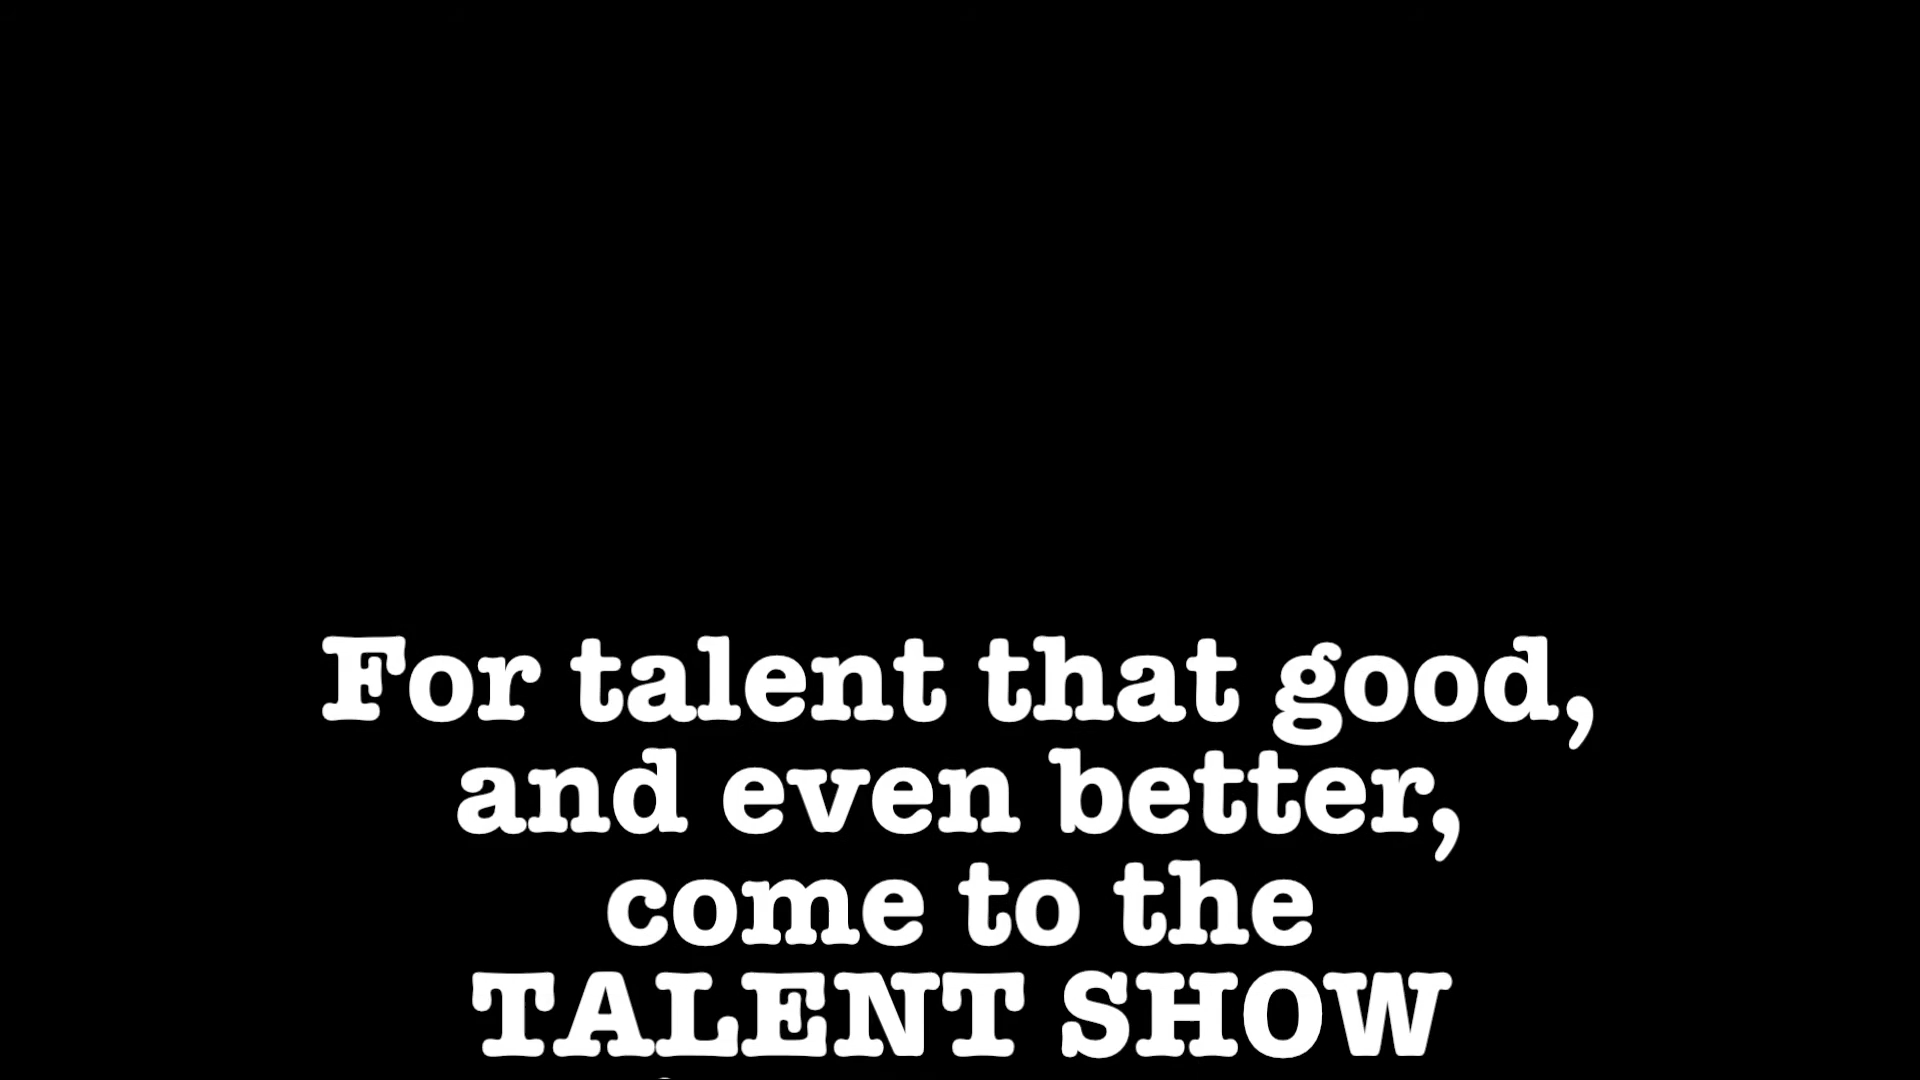 For talent that good,
and even better,
come to the
TALENT SHOW